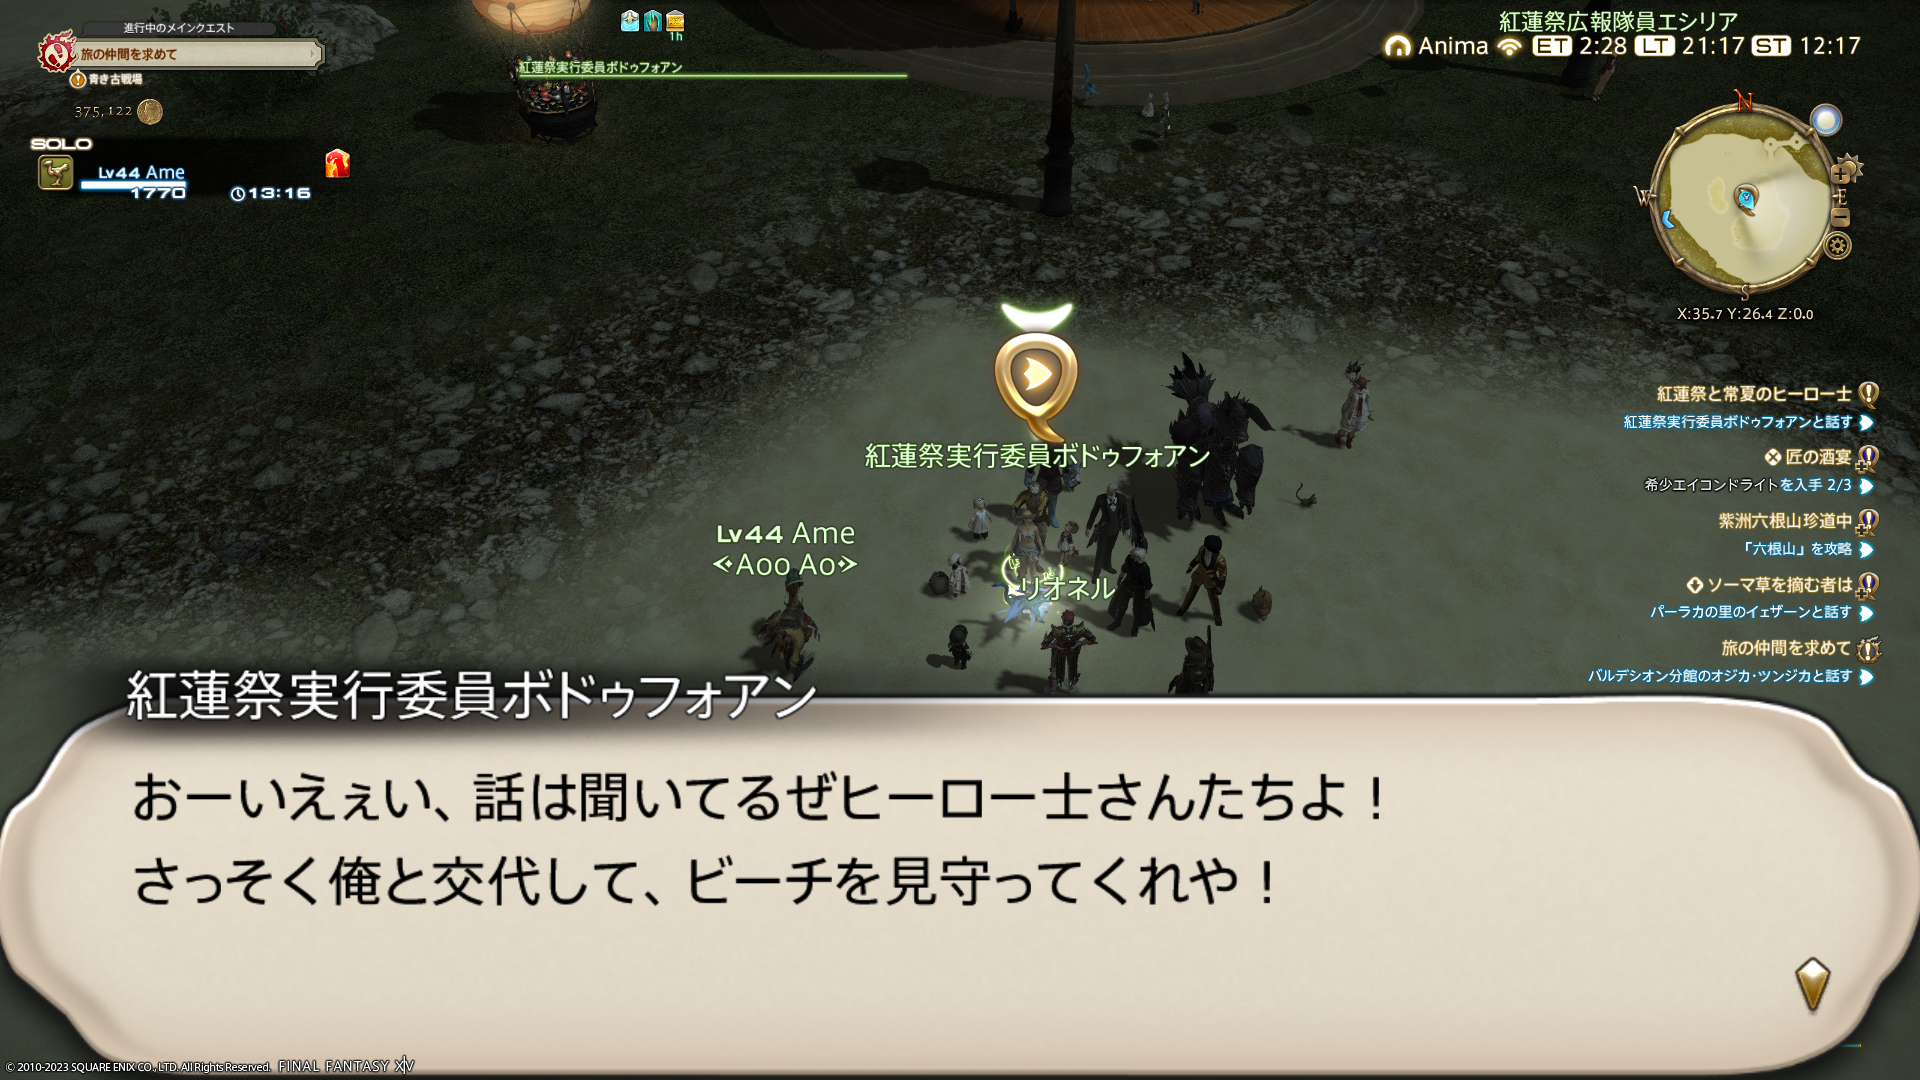 進行中のメインクエスト
旅の仲間を求めて
青き古戦場
375,122
SOLO
Lv44 Ame
1770
13:16
1h
紅蓮祭実行委員ボドゥフォアン
紅蓮祭広報隊員エシリア
Anima ET 2:28 LT 21:17 ST 12:17
N
W
E
S
X:35.7 Y:26.4 Z:0.0
紅蓮祭と常夏のヒーロー士
紅蓮祭実行委員ボドゥフォアンと話す
匠の酒宴
希少エイコンドライトを入手 2/3
紫洲六根山珍道中
「六根山」を攻略
ソーマ草を摘む者は
パーラカの里のイェザーンと話す
旅の仲間を求めて
バルデシオン分館のオジカ・ツンジカと話す
紅蓮祭実行委員ボドゥフォアン
Lv44 Ame
<Aoo Ao>
リオネル
紅蓮祭実行委員ボドゥフォアン
おーいえぇい、話は聞いてるぜヒーロー士さんたちよ！
さっそく俺と交代して、ビーチを見守ってくれや！
© 2010-2023 SQUARE ENIX CO., LTD. All Rights Reserved. FINAL FANTASY XIV